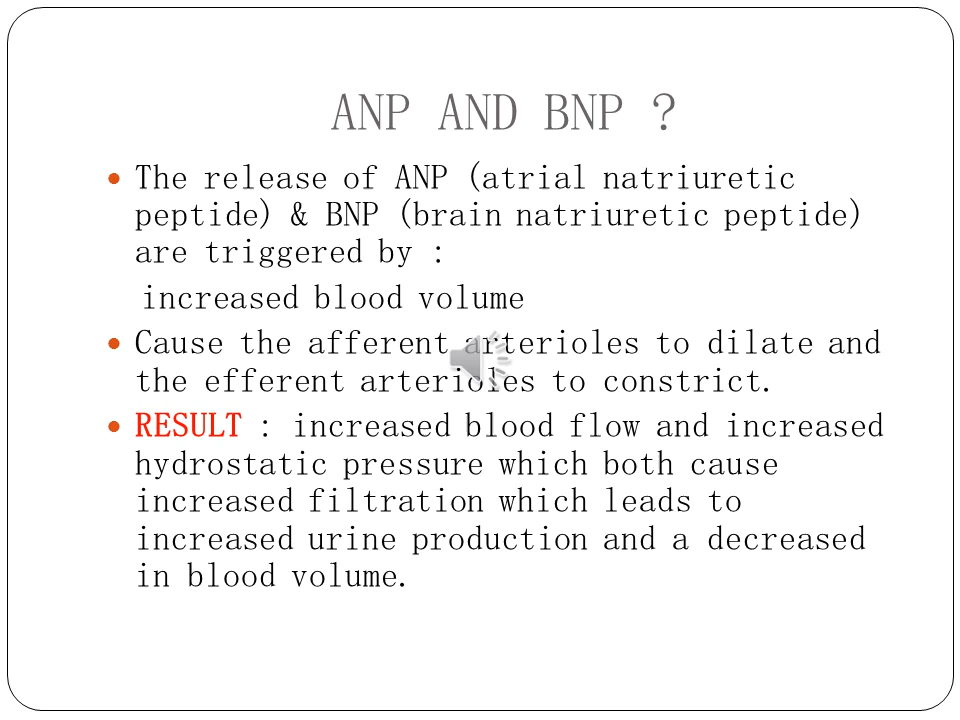 ANP AND BNP ?
The release of ANP (atrial natriuretic
peptide) & BNP (brain natriuretic peptide)
are triggered by :
increased blood volume
Cause the afferent arterioles to dilate and
the efferent arterioles to constrict.
RESULT : increased blood flow and increased
hydrostatic pressure which both cause
increased filtration which leads to
increased urine production and a decreased
in blood volume.